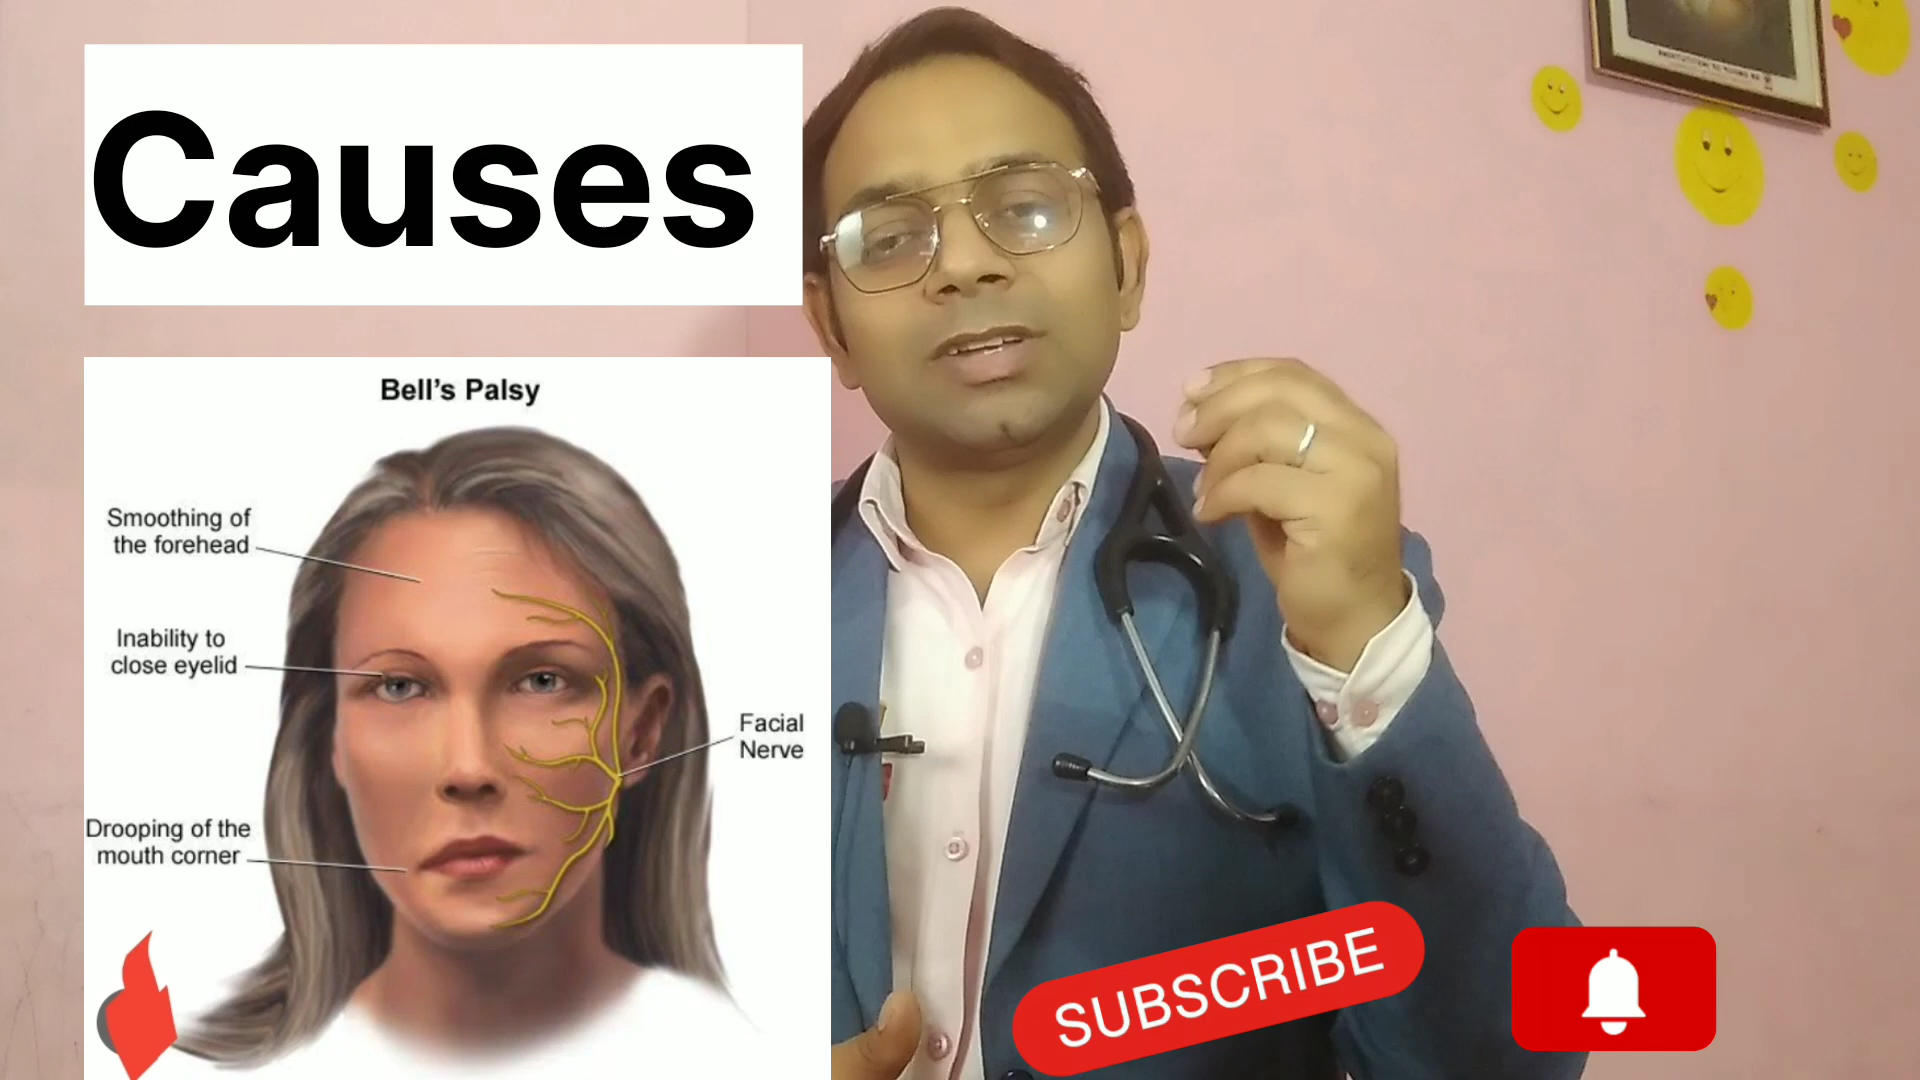 Causes
Bell's Palsy
Smoothing of
the forehead
Inability to
close eyelid
Facial
Nerve
Drooping of the
mouth corner
SUBSCRIBE